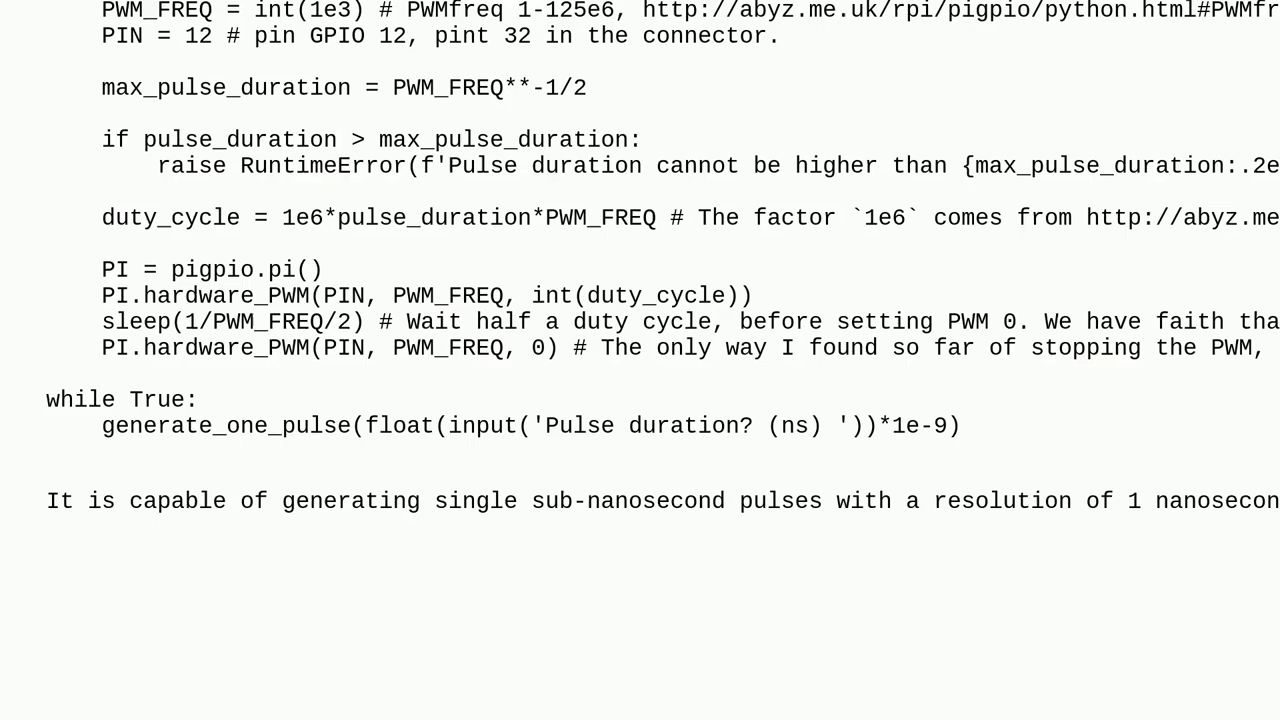 PWM_FREQ = int(1e3) # PWMfreq 1-125e6, http://abyz.me.uk/rpi/pigpio/python.html#PWMfr
PIN = 12 # pin GPIO 12, pint 32 in the connector.
max_pulse_duration = PWM_FREQ**-1/2
if pulse_duration > max_pulse_duration:
raise RuntimeError(f'Pulse duration cannot be higher than {max_pulse_duration:.2e
duty_cycle = 1e6*pulse_duration*PWM_FREQ # The factor `1e6` comes from http://abyz.me
PI = pigpio.pi()
PI.hardware_PWM(PIN, PWM_FREQ, int(duty_cycle))
sleep(1/PWM_FREQ/2) # Wait half a duty cycle, before setting PWM 0. We have faith tha
PI.hardware_PWM(PIN, PWM_FREQ, 0) # The only way I found so far of stopping the PWM,
while True:
generate_one_pulse(float(input('Pulse duration? (ns) '))*1e-9)
It is capable of generating single sub-nanosecond pulses with a resolution of 1 nanosecon